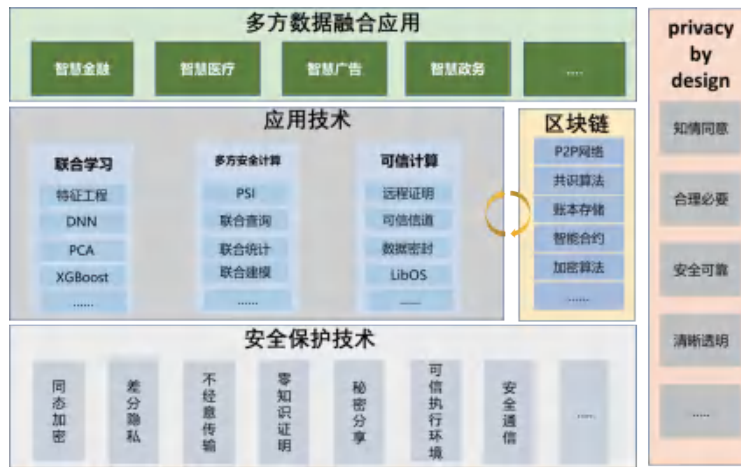 多方数据融合应用
智慧金融
智慧医疗
智慧广告
智慧政务
....
应用技术
联合学习
特征工程
DNN
PCA
XGBoost
......
多方安全计算
PSI
联合查询
联合统计
联合建模
......
可信计算
远程证明
可信信道
数据密封
LibOS
......
区块链
P2P网络
共识算法
账本存储
智能合约
加密算法
......
安全保护技术
同态加密
差分隐私
不经意传输
零知识证明
秘密分享
可信执行环境
安全通信
.....
privacy
by
design
知情同意
合理必要
安全可靠
清晰透明
.....